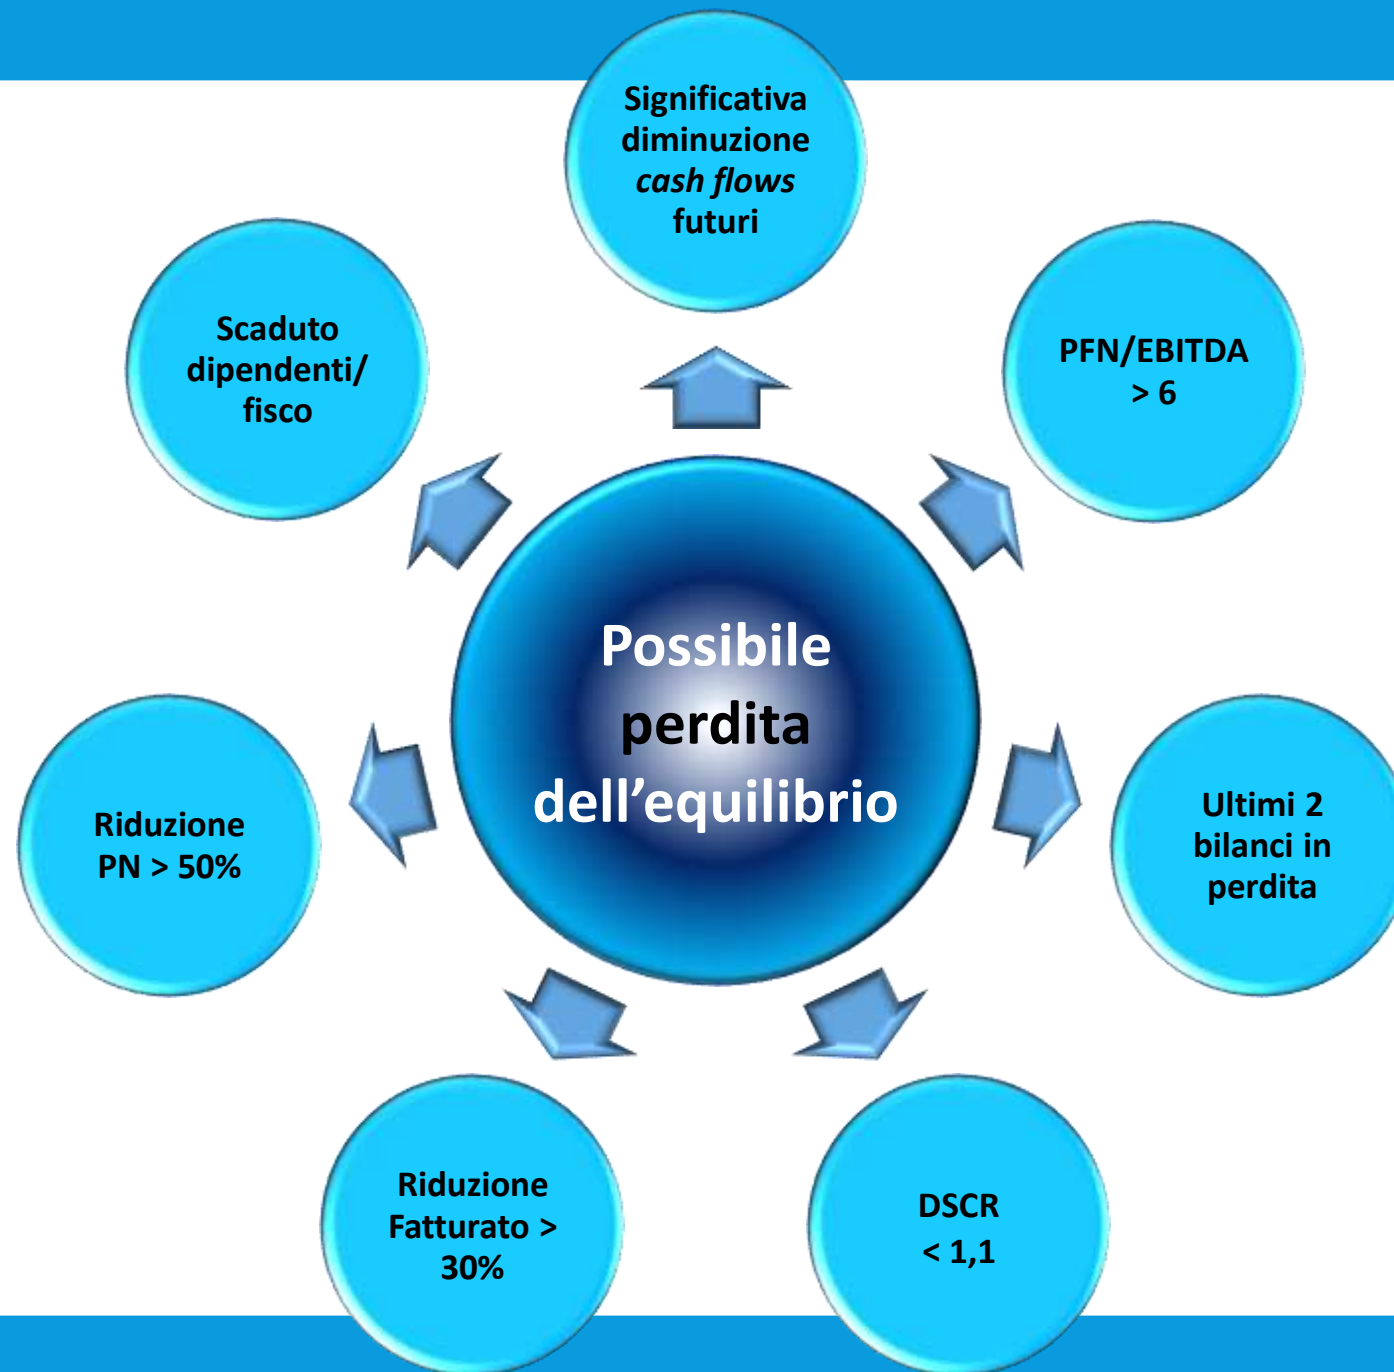 Significativa
diminuzione
cash flows
futuri
PFN/EBITDA
> 6
Ultimi 2
bilanci in
perdita
DSCR
< 1,1
Riduzione
Fatturato >
30%
Riduzione
PN > 50%
Scaduto
dipendenti/
fisco
Possibile
perdita
dell’equilibrio